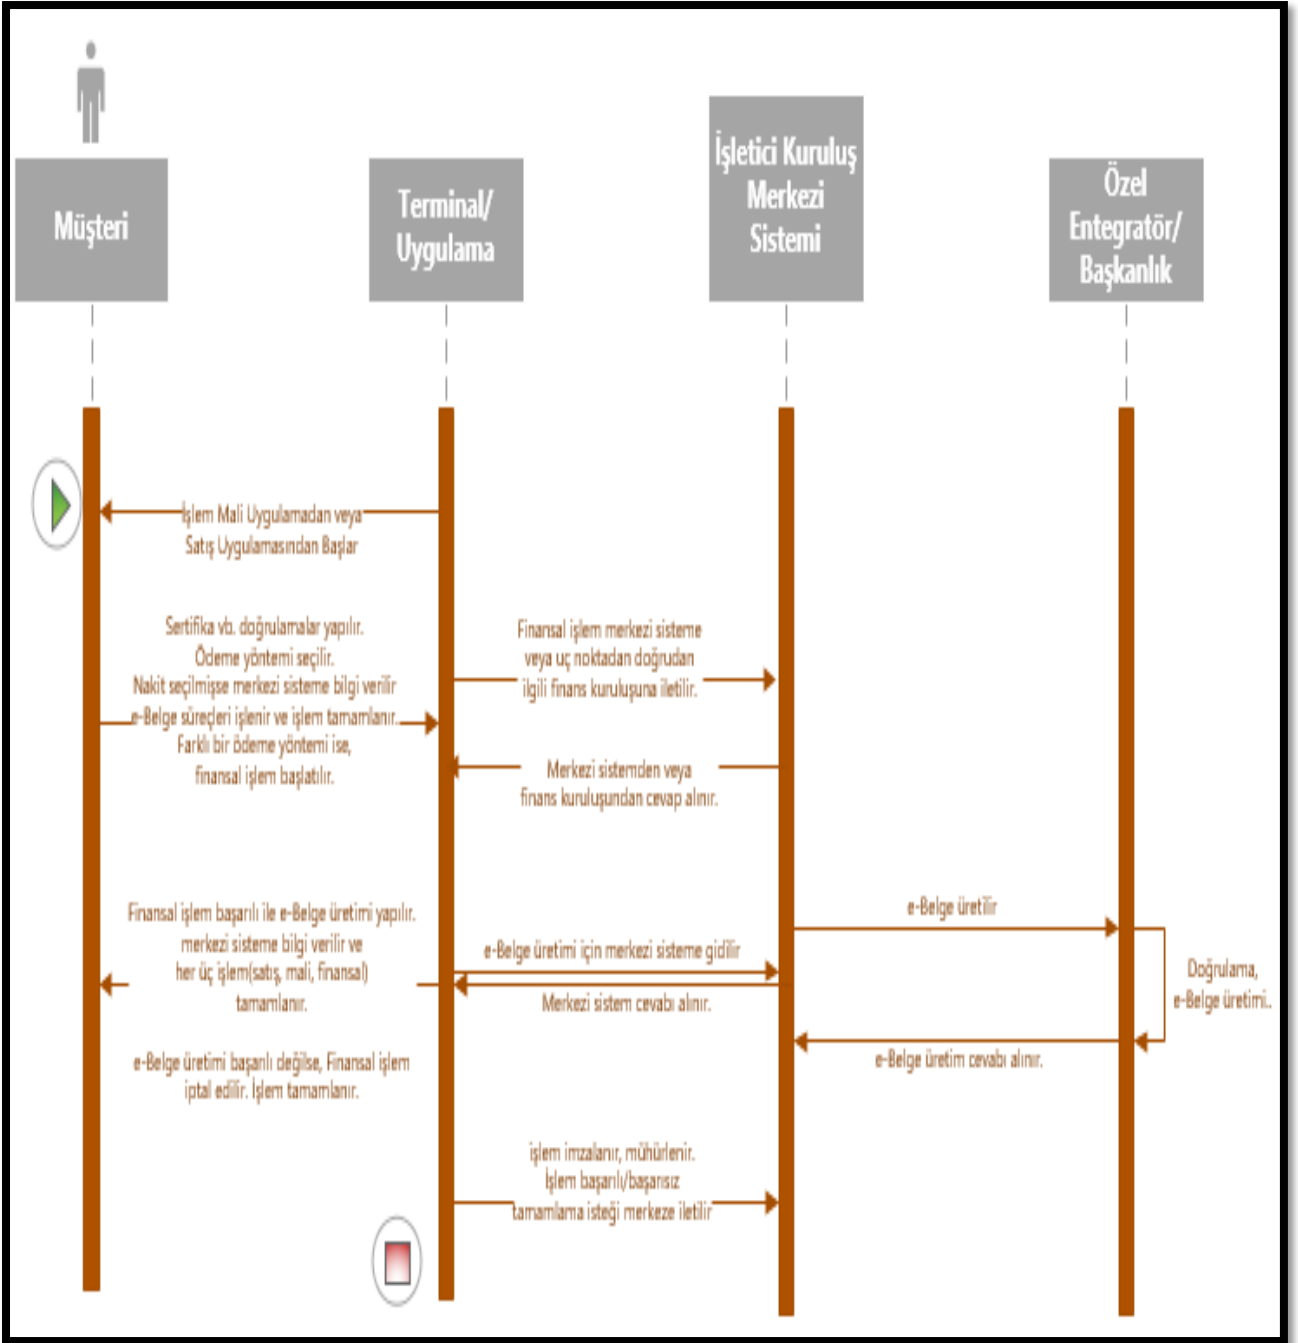 Müşteri
Terminal/
Uygulama
İşletici Kuruluş
Merkezi
Sistemi
Özel
Entegratör/
Başkanlık
İşlem Mali Uygulamadan veya
Satış Uygulamasından Başlar
Sertifika vb. doğrulamalar yapılır.
Ödeme yöntemi seçilir.
Nakit seçilmişse merkezi sisteme bilgi verilir
e-Belge süreçleri işlenir ve işlem tamamlanır.
Farklı bir ödeme yöntemi ise,
finansal işlem başlatılır.
Finansal işlem merkezi sisteme
veya uç noktadan doğrudan
ilgili finans kuruluşuna iletilir.
Merkezi sistemden veya
finans kuruluşundan cevap alınır.
Finansal işlem başarılı ile e-Belge üretimi yapılır.
merkezi sisteme bilgi verilir ve
her üç işlem(satış, mali, finansal)
tamamlanır.
e-Belge üretimi başarılı değilse, Finansal işlem
iptal edilir. İşlem tamamlanır.
e-Belge üretimi için merkezi sisteme gidilir
Merkezi sistem cevabı alınır.
e-Belge üretilir
Doğrulama,
e-Belge üretimi..
e-Belge üretim cevabı alınır.
işlem imzalanır, mühürlenir.
İşlem başarılı/başarısız
tamamlama isteği merkeze iletilir